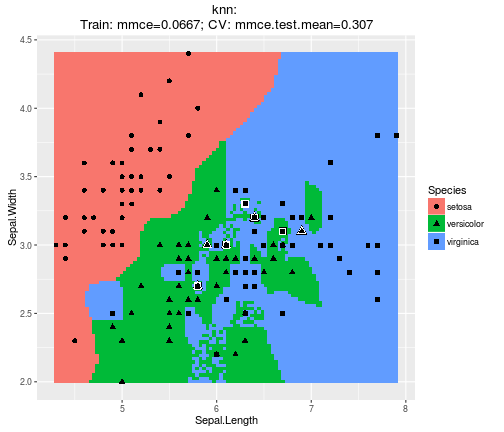 knn:
Train: mmce=0.0667; CV: mmce.test.mean=0.307
4.5
4.0
3.5
3.0
2.5
2.0
Sepal.Width
5
6
7
8
Sepal.Length
Species
setosa
versicolor
virginica